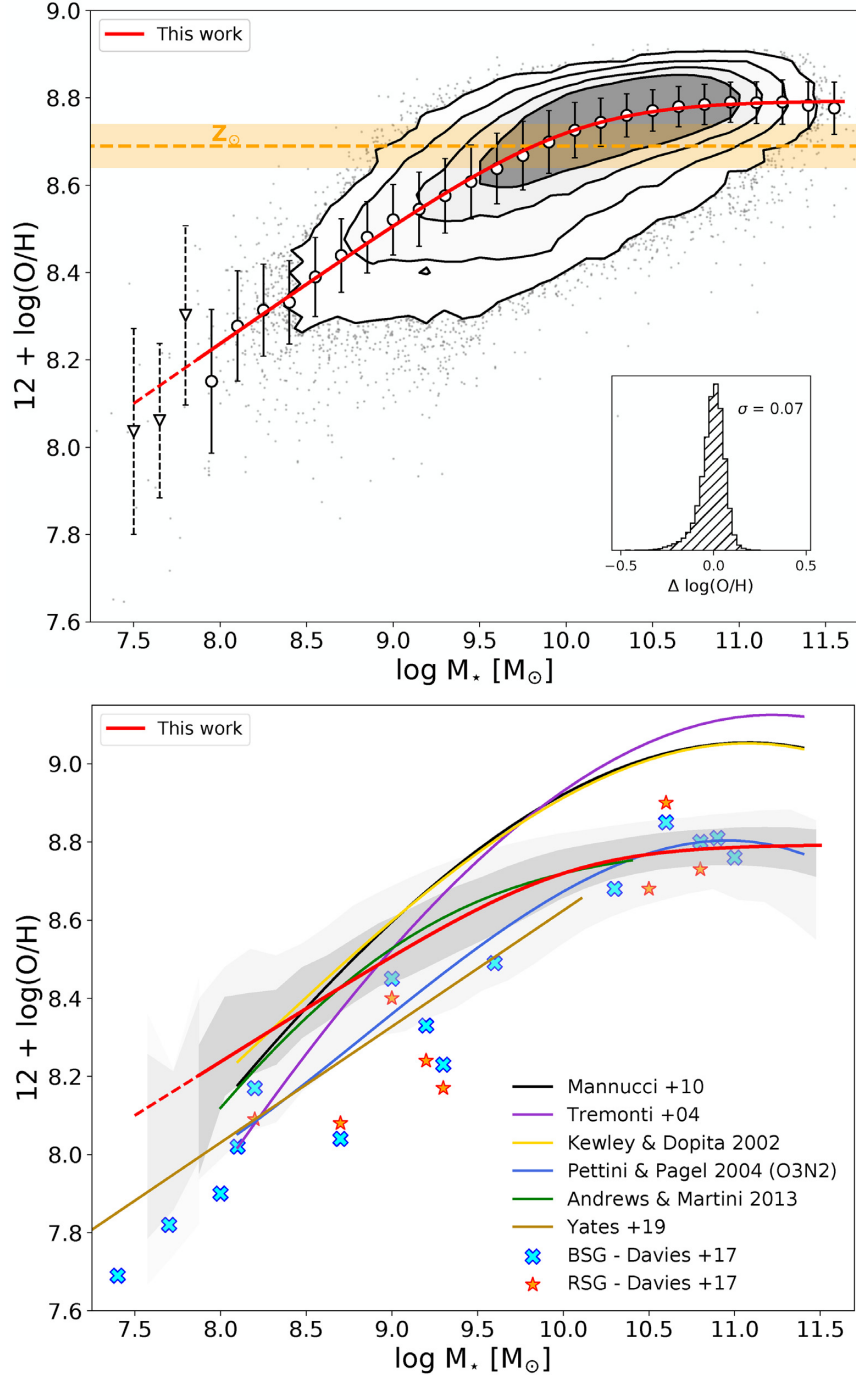 9.0
8.8
8.6
8.4
8.2
8.0
7.8
7.6
12 + log(O/H)
This work
Z⊙
σ = 0.07
−0.5 0.0 0.5
Δ log(O/H)
7.5 8.0 8.5 9.0 9.5 10.0 10.5 11.0 11.5
log M⋆ [M⊙]
This work
9.0
8.8
8.6
8.4
8.2
8.0
7.8
7.6
12 + log(O/H)
Mannucci +10
Tremonti +04
Kewley & Dopita 2002
Pettini & Pagel 2004 (O3N2)
Andrews & Martini 2013
Yates +19
BSG - Davies +17
RSG - Davies +17
7.5 8.0 8.5 9.0 9.5 10.0 10.5 11.0 11.5
log M⋆ [M⊙]